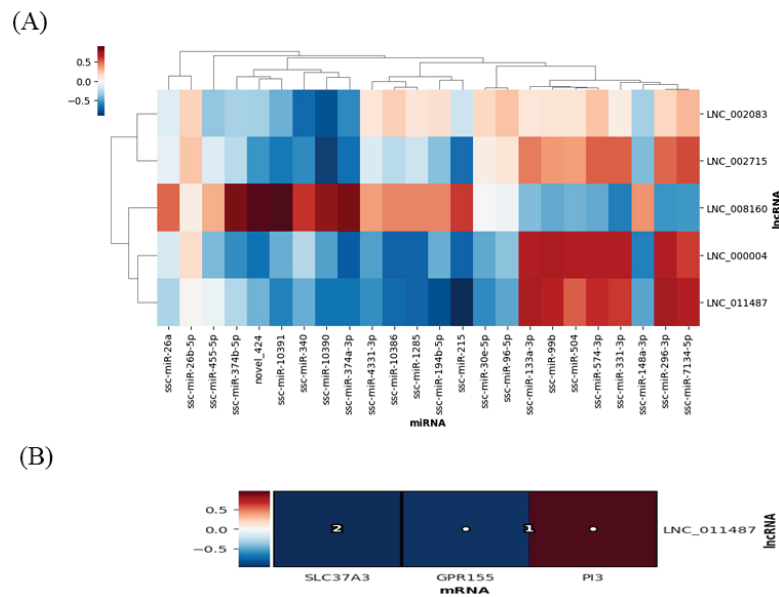 (A)
0.5
0.0
−0.5
LNC_002083
LNC_002715
LNC_008160
LNC_000004
LNC_011487
lncRNA
ssc-miR-26a
ssc-miR-26b-5p
ssc-miR-455-5p
ssc-miR-374b-5p
novel_424
ssc-miR-10391
ssc-miR-340
ssc-miR-10390
ssc-miR-374a-3p
ssc-miR-4331-3p
ssc-miR-10386
ssc-miR-1285
ssc-miR-194b-5p
ssc-miR-215
ssc-miR-30e-5p
ssc-miR-96-5p
ssc-miR-133a-3p
ssc-miR-99b
ssc-miR-504
ssc-miR-574-3p
ssc-miR-331-3p
ssc-miR-148a-3p
ssc-miR-296-3p
ssc-miR-7134-5p
miRNA
(B)
0.5
0.0
−0.5
2
1
LNC_011487
lncRNA
SLC37A3 GPR155 PI3
mRNA